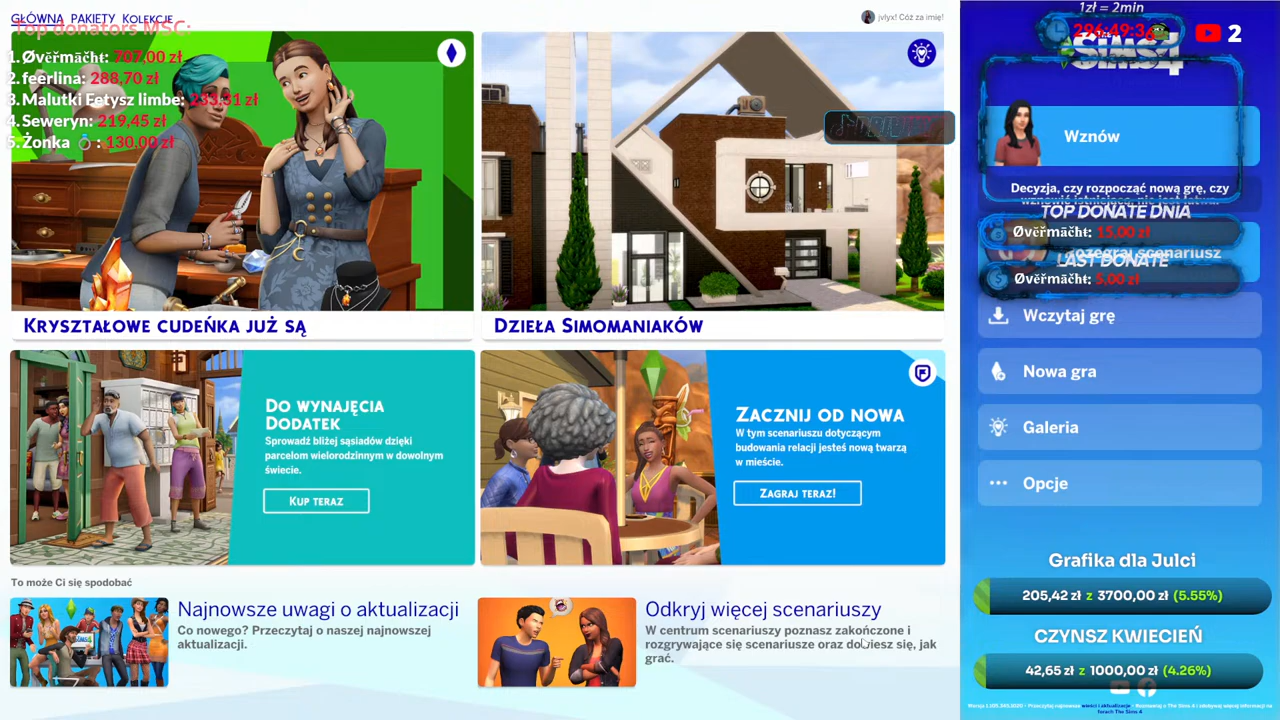 GŁÓWNA PAKIETY KOLEKCJE
jvlyx! Cóż za imię!
Top donators MSC:
1. Øvěřmãčht: 707,00 zł
2. feerlina: 288,70 zł
3. Malutki Fetysz limbe: 233,31 zł
4. Seweryn: 219,45 zł
5. Żonka 💍 : 130,00 zł
KRYSZTAŁOWE CUDEŃKA JUŻ SĄ
DZIEŁA SIMOMANIAKÓW
DO WYNAJĘCIA
DODATEK
Sprowadź bliżej sąsiadów dzięki
parcelom wielorodzinnym w dowolnym
świecie.
KUP TERAZ
ZACZNIJ OD NOWA
W tym scenariuszu dotyczącym
budowania relacji jesteś nową twarzą
w mieście.
ZAGRAJ TERAZ!
To może Ci się spodobać
Najnowsze uwagi o aktualizacji
Co nowego? Przeczytaj o naszej najnowszej
aktualizacji.
Odkryj więcej scenariuszy
W centrum scenariuszy poznasz zakończone i
rozgrywające się scenariusze oraz dowiesz się, jak
grać.
1zł = 2min
2
Wznów
Decyzja, czy rozpocząć nową grę, czy
TOP DONATE DNIA
Øvěřmãčht: 15,00 zł
scenariusz
LAST DONATE
Øvěřmãčht: 5,00 zł
Wczytaj grę
Nowa gra
Galeria
Opcje
Grafika dla Julci
205,42 zł z 3700,00 zł (5.55%)
CZYNSZ KWIECIEŃ
42,65 zł z 1000,00 zł (4.26%)